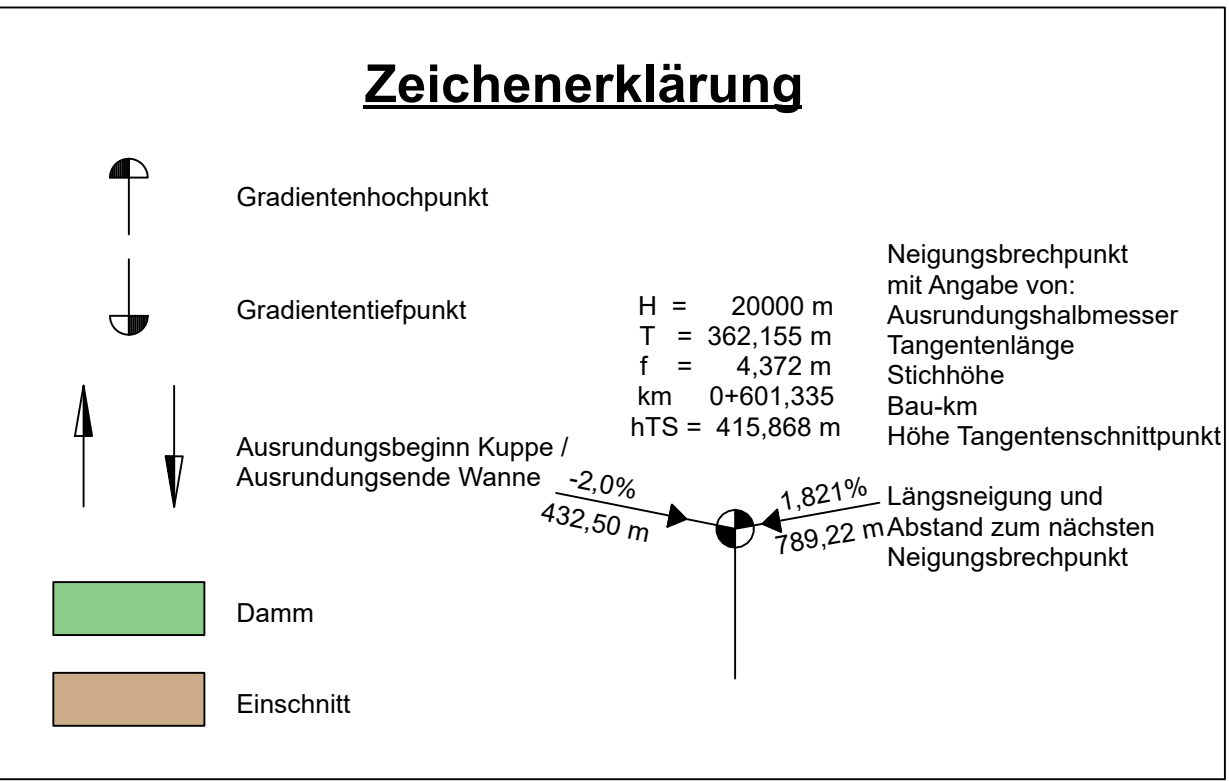 Zeichenerklärung
Gradientenhochpunkt
Gradiententiefpunkt
Ausrundungsbeginn Kuppe /
Ausrundungsende Wanne
Damm
Einschnitt
H = 20000 m
T = 362,155 m
f = 4,372 m
km 0+601,335
hTS = 415,868 m
Neigungsbrechpunkt
mit Angabe von:
Ausrundungshalbmesser
Tangentenlänge
Stichhöhe
Bau-km
Höhe Tangentenschnittpunkt
-2,0%
432,50 m
1,821%
789,22 m
Längsneigung und
Abstand zum nächsten
Neigungsbrechpunkt